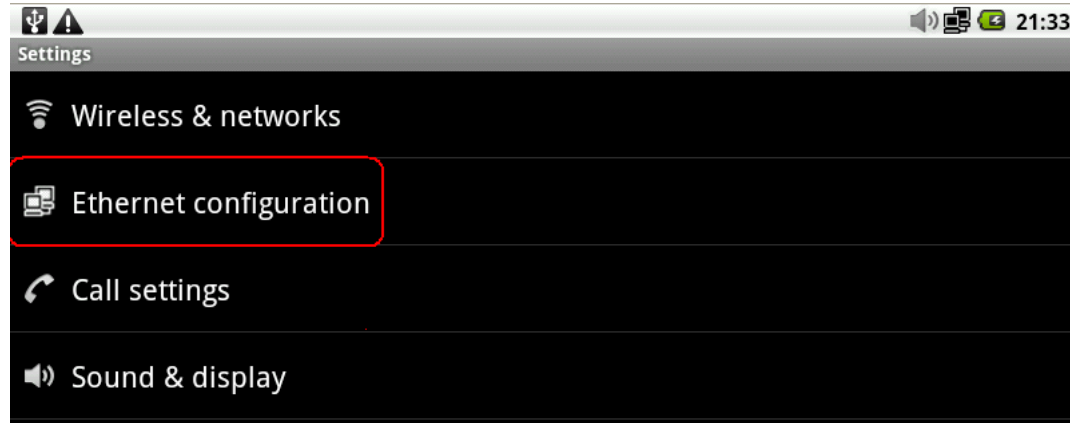 21:33
Settings
Wireless & networks
Ethernet configuration
Call settings
Sound & display